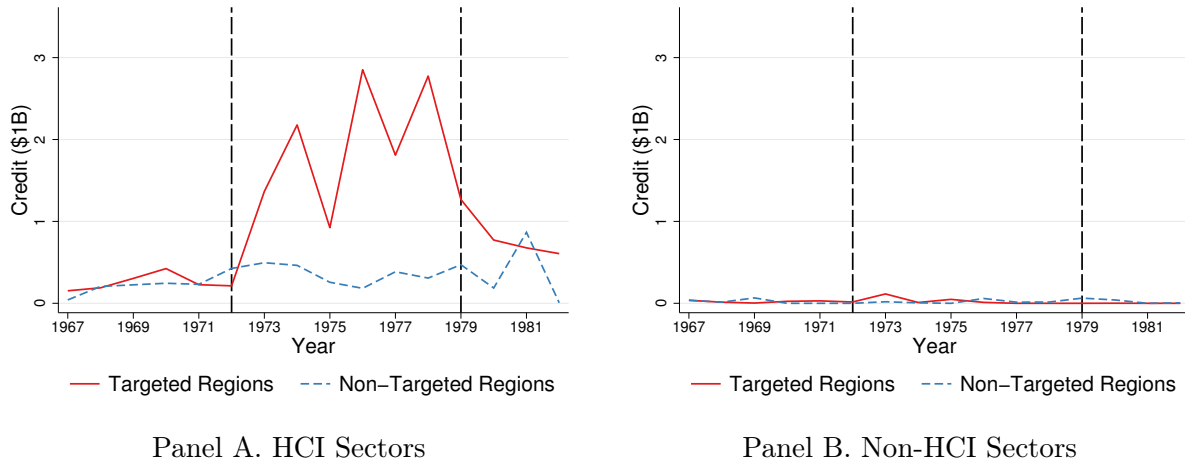 3
2
1
0
Credit ($1B)
1967 1969 1971 1973 1975 1977 1979 1981
Year
Targeted Regions Non−Targeted Regions
Panel A. HCI Sectors
3
2
1
0
Credit ($1B)
1967 1969 1971 1973 1975 1977 1979 1981
Year
Targeted Regions Non−Targeted Regions
Panel B. Non-HCI Sectors